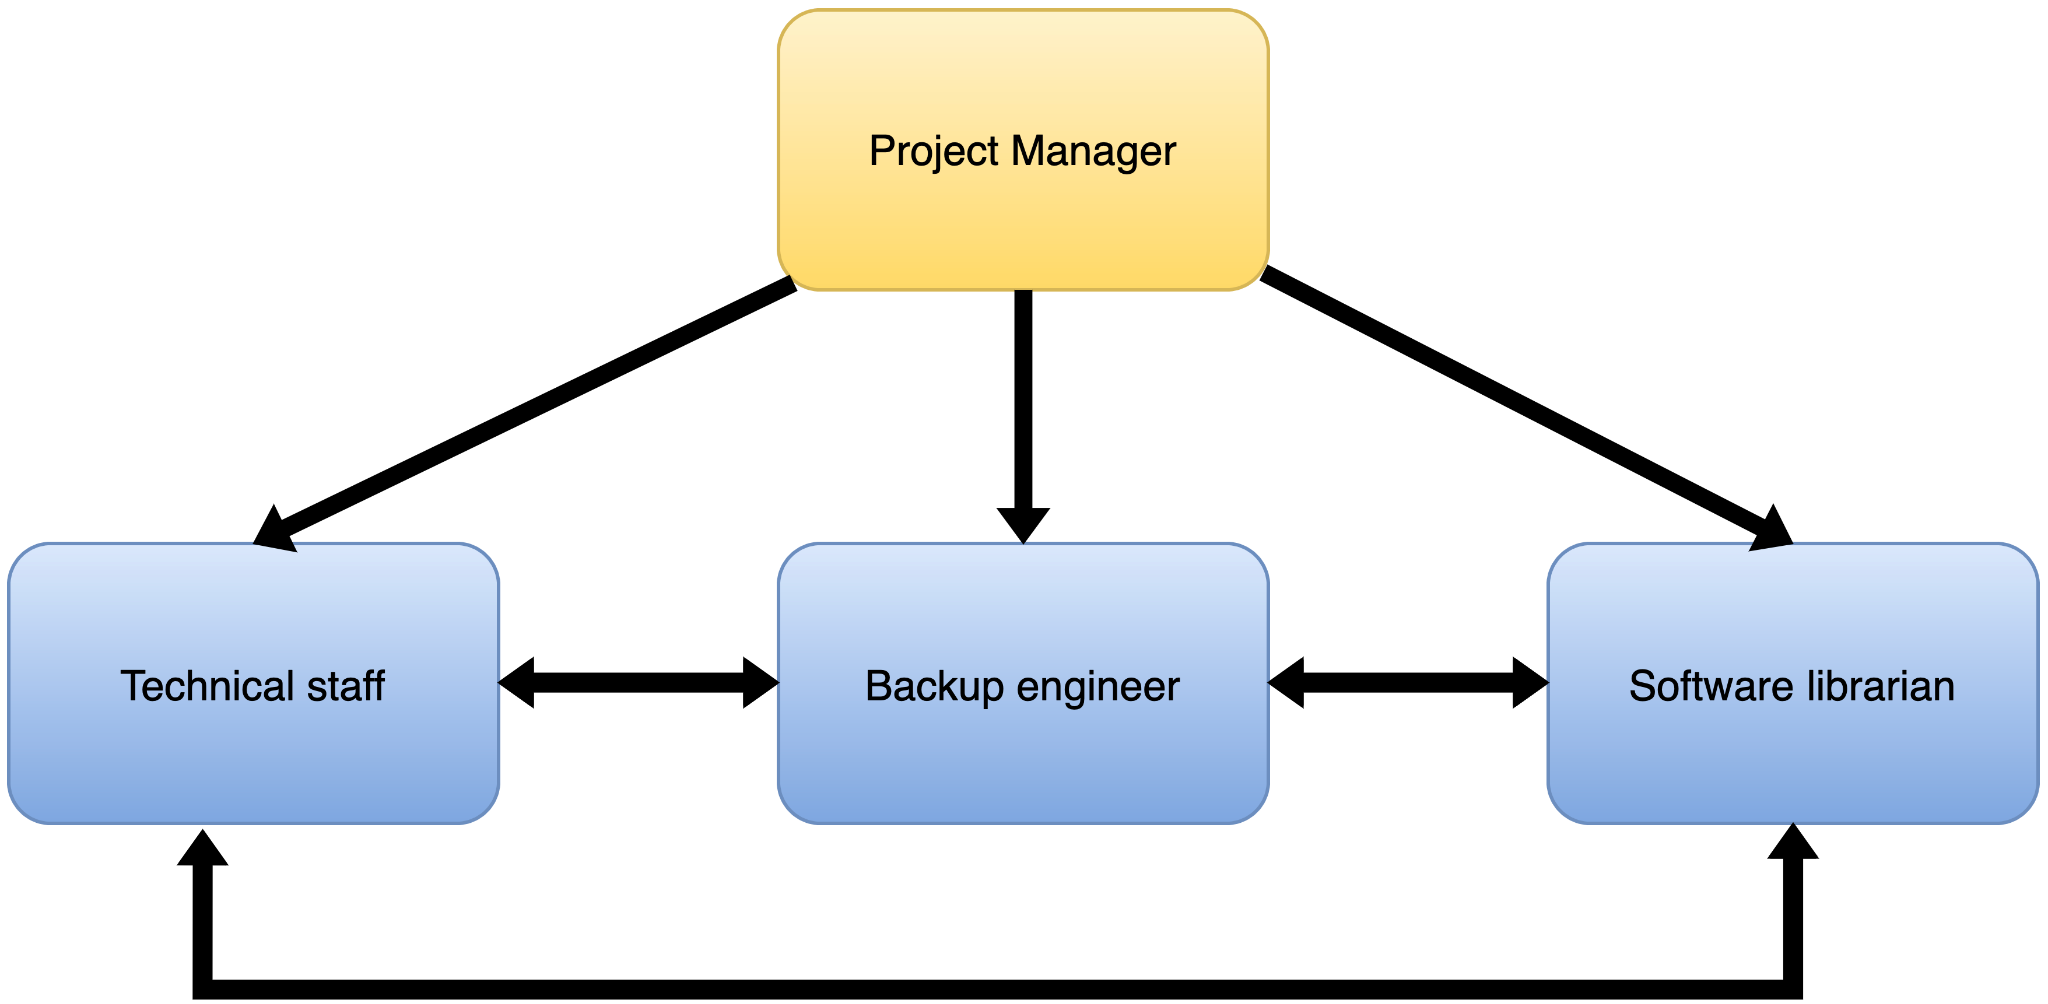 Project Manager
Technical staff
Backup engineer
Software librarian